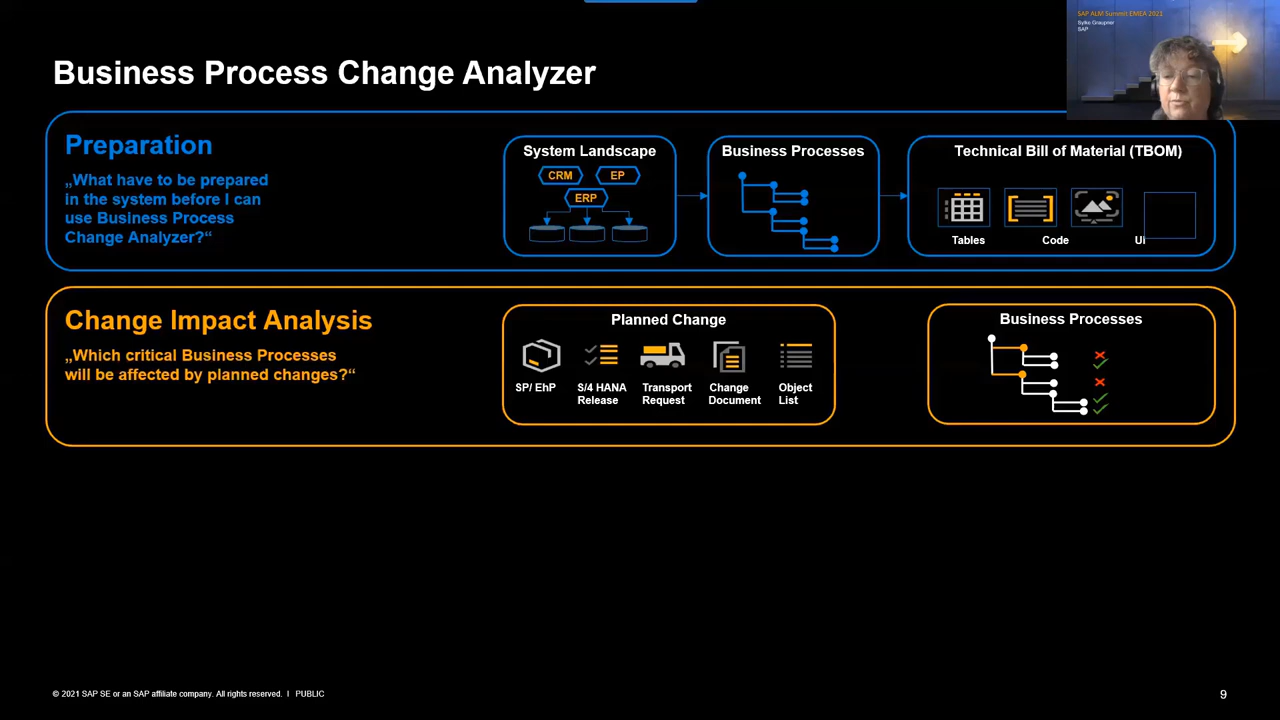 SAP ALM Summit EMEA 2021
Sylke Graupner
SAP
Business Process Change Analyzer
Preparation
„What have to be prepared
in the system before I can
use Business Process
Change Analyzer?“
System Landscape
CRM
EP
ERP
Business Processes
Technical Bill of Material (TBOM)
Tables
Code
UI
Change Impact Analysis
„Which critical Business Processes
will be affected by planned changes?“
Planned Change
SP/ EhP
S/4 HANA
Release
Transport
Request
Change
Document
Object
List
Business Processes
© 2021 SAP SE or an SAP affiliate company. All rights reserved. I PUBLIC
9